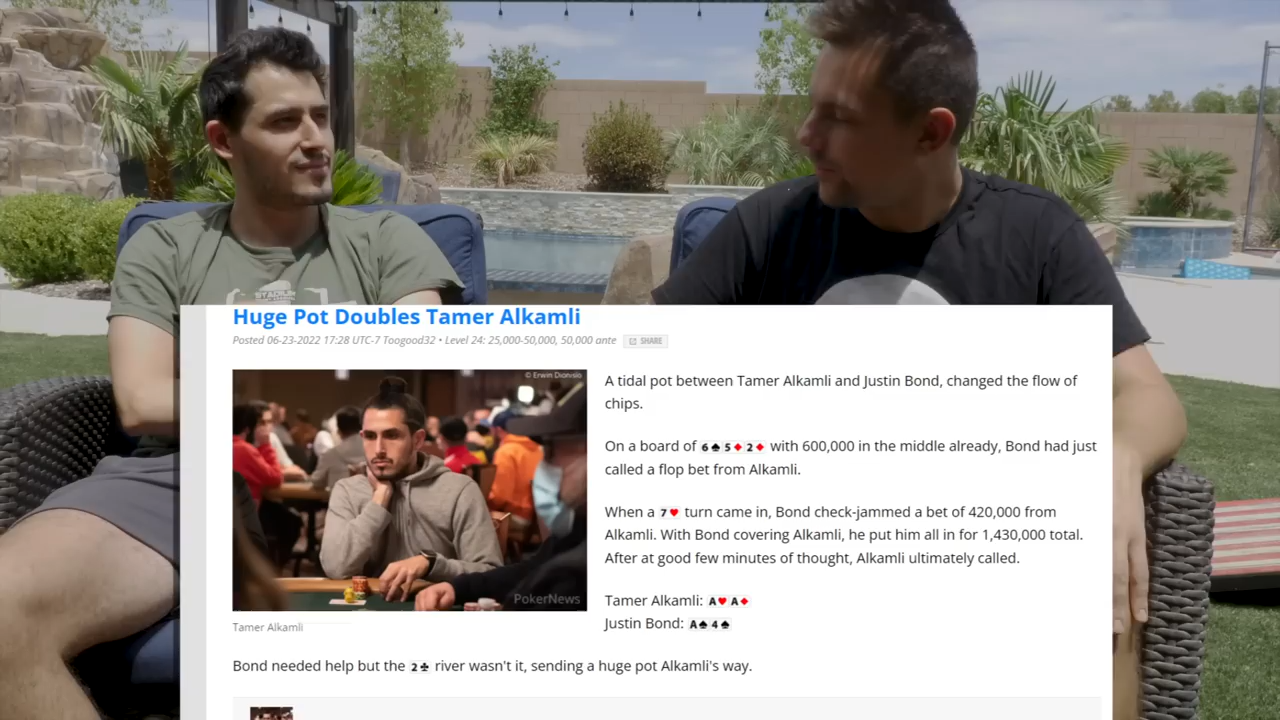 Huge Pot Doubles Tamer Alkamli
Posted 06-23-2022 17:28 UTC-7 Toogood32 • Level 24: 25,000-50,000, 50,000 ante
SHARE
© Erwin Dionisio
A tidal pot between Tamer Alkamli and Justin Bond, changed the flow of
chips.
On a board of 6♠ 5♦ 2♦ with 600,000 in the middle already, Bond had just
called a flop bet from Alkamli.
When a 7♥ turn came in, Bond check-jammed a bet of 420,000 from
Alkamli. With Bond covering Alkamli, he put him all in for 1,430,000 total.
After at good few minutes of thought, Alkamli ultimately called.
Tamer Alkamli: A♥ A♦
Justin Bond: A♠ 4♠
PokerNews
Tamer Alkamli
Bond needed help but the 2♣ river wasn't it, sending a huge pot Alkamli's way.